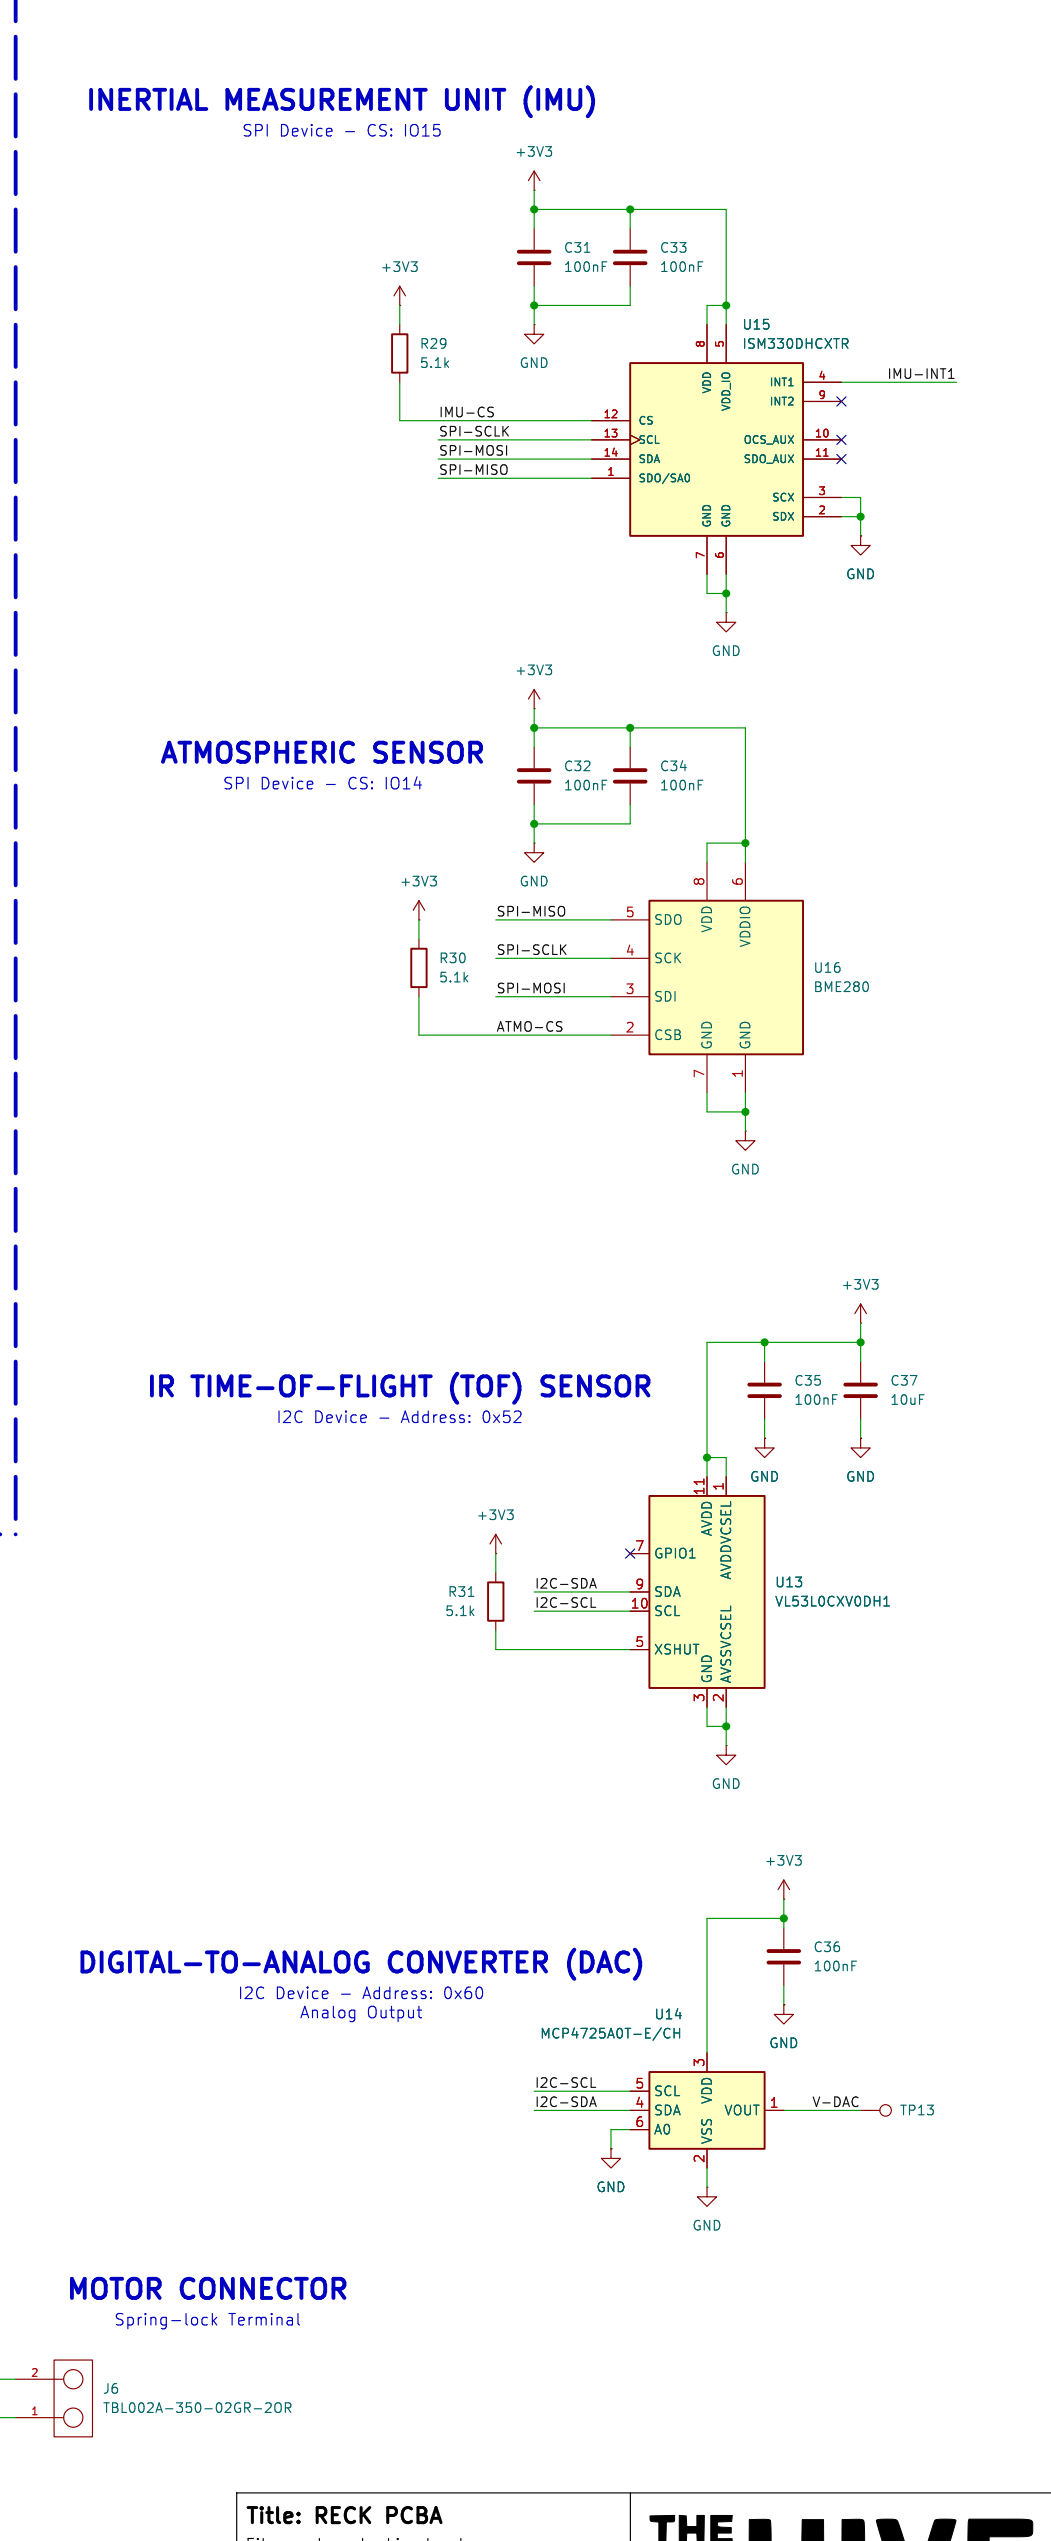 INERTIAL MEASUREMENT UNIT (IMU)
SPI Device - CS: IO15
+3V3
C31
100nF
C33
100nF
+3V3
R29
5.1k
GND
U15
ISM330DHCXTR
8
5
VDD
VDD_IO
INT1
4
IMU-INT1
INT2
9
IMU-CS
12
CS
SPI-SCLK
13
SCL
OCS_AUX
10
SPI-MOSI
14
SDA
SDO_AUX
11
SPI-MISO
1
SDO/SA0
SCX
3
SDX
2
GND
GND
7
6
GND
GND
+3V3
ATMOSPHERIC SENSOR
SPI Device - CS: IO14
C32
100nF
C34
100nF
GND
+3V3
R30
5.1k
8
6
VDD
VDDIO
SPI-MISO
5
SDO
SPI-SCLK
4
SCK
SPI-MOSI
3
SDI
ATMO-CS
2
CSB
U16
BME280
GND
GND
7
1
GND
+3V3
IR TIME-OF-FLIGHT (TOF) SENSOR
I2C Device - Address: 0x52
C35
100nF
C37
10uF
GND
GND
11
1
AVDD
AVDDVCSEL
+3V3
R31
5.1k
7
GPIO1
I2C-SDA
9
SDA
I2C-SCL
10
SCL
5
XSHUT
U13
VL53L0CXV0DH1
GND
AVSSVCSEL
3
2
GND
+3V3
DIGITAL-TO-ANALOG CONVERTER (DAC)
I2C Device - Address: 0x60
Analog Output
C36
100nF
GND
U14
MCP4725A0T-E/CH
3
VDD
I2C-SCL
5
SCL
I2C-SDA
4
SDA
6
A0
VOUT
1
V-DAC
TP13
VSS
2
GND
GND
MOTOR CONNECTOR
Spring-lock Terminal
2
1
J6
TBL002A-350-02GR-2OR
Title: RECK PCBA
THE